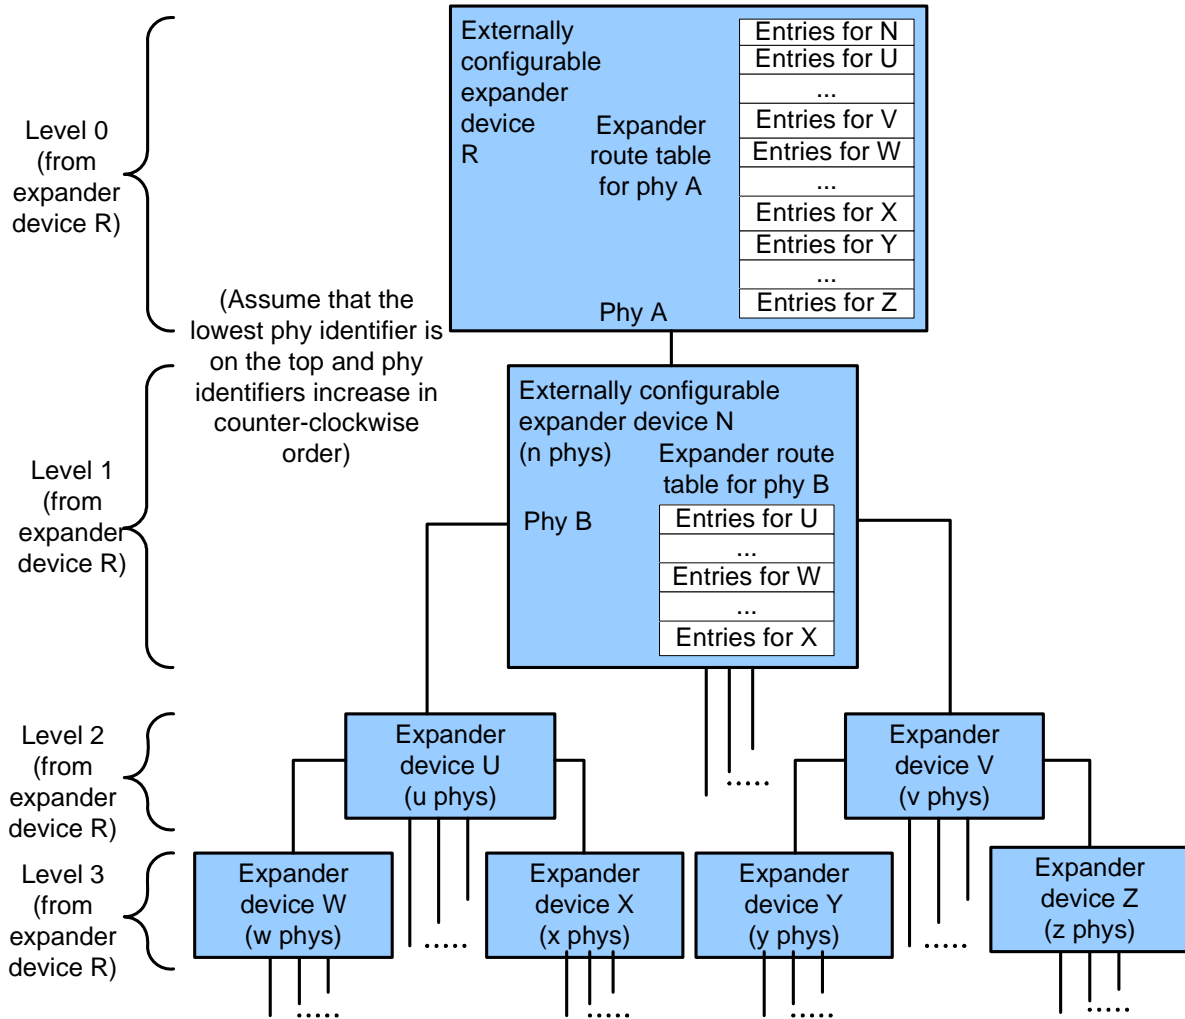 Level 0
(from
expander
device R)
Externally
configurable
expander
device
R
Expander
route table
for phy A
Entries for N
Entries for U
...
Entries for V
Entries for W
...
Entries for X
Entries for Y
...
Entries for Z
Phy A
(Assume that the
lowest phy identifier is
on the top and phy
identifiers increase in
counter-clockwise
order)
Level 1
(from
expander
device R)
Externally configurable
expander device N
(n phys)
Expander route
table for phy B
Phy B
Entries for U
...
Entries for W
...
Entries for X
Level 2
(from
expander
device R)
Expander
device U
(u phys)
.....
Expander
device V
(v phys)
Level 3
(from
expander
device R)
Expander
device W
(w phys)
.....
Expander
device X
(x phys)
Expander
device Y
(y phys)
.....
Expander
device Z
(z phys)
.....
.....
.....
.....